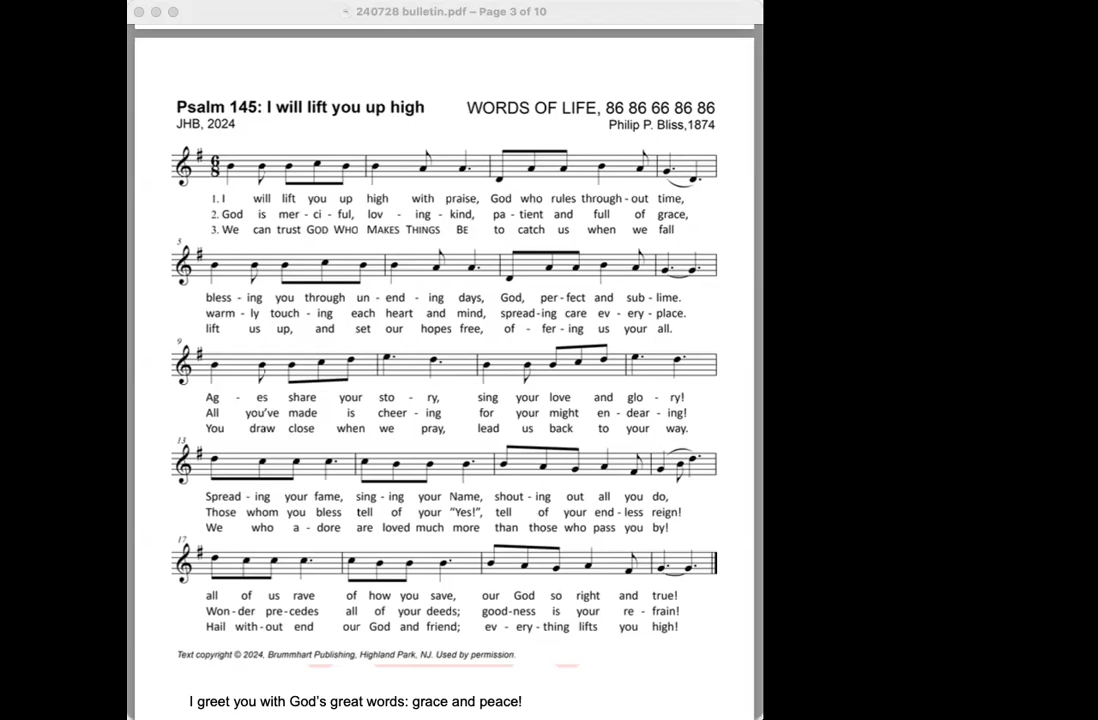 240728 bulletin.pdf – Page 3 of 10
Psalm 145: I will lift you up high WORDS OF LIFE, 86 86 66 86 86
JHB, 2024 Philip P. Bliss,1874
6
8
1. I will lift you up high with praise, God who rules through - out time,
2. God is mer - ci - ful, lov - ing - kind, pa - tient and full of grace,
3. We can trust GOD WHO MAKES THINGS BE to catch us when we fall
5
bless - ing you through un - end - ing days, God, per - fect and sub - lime.
warm - ly touch - ing each heart and mind, spread - ing care ev - ery - place.
lift us up, and set our hopes free, of - fer - ing us your all.
9
Ag - es share your sto - ry, sing your love and glo - ry!
All you've made is cheer - ing for your might en - dear - ing!
You draw close when we pray, lead us back to your way.
13
Spread - ing your fame, sing - ing your Name, shout - ing out all you do,
Those whom you bless tell of your "Yes!", tell of your end - less reign!
We who a - dore are loved much more than those who pass you by!
17
all of us rave of how you save, our God so right and true!
Won - der pre - cedes all of your deeds; good - ness is your re - frain!
Hail with - out end our God and friend; ev - ery - thing lifts you high!
Text copyright © 2024, Brummhart Publishing, Highland Park, NJ. Used by permission.
I greet you with God's great words: grace and peace!